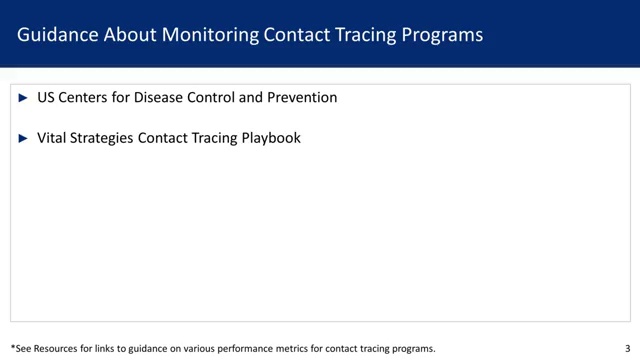 Guidance About Monitoring Contact Tracing Programs
► US Centers for Disease Control and Prevention
► Vital Strategies Contact Tracing Playbook
*See Resources for links to guidance on various performance metrics for contact tracing programs.
3